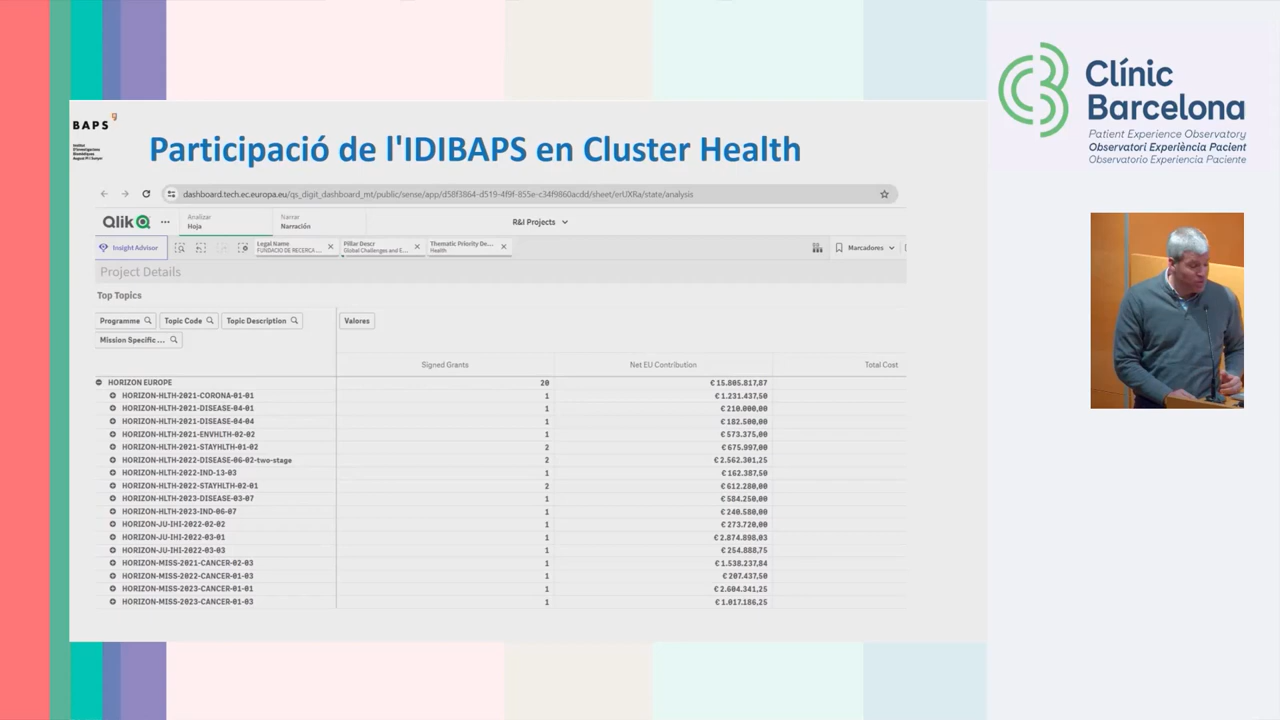 BAPS
Institut
d'Investigacions
Biomèdiques
August Pi i Sunyer
Participació de l'IDIBAPS en Cluster Health
dashboard.tech.ec.europa.eu/qs_digit_dashboard_mt/public/sense/app/d58f3864-d519-4f9f-855e-c34f9860acdd/sheet/erUXRa/state/analysis
Qlik
Analizar
Hoja
Narrar
Narración
R&I Projects
Insight Advisor
Legal Name
FUNDACIO DE RECERCA ...
Pillar Descr
Global Challenges and E...
Thematic Priority De...
Health
Marcadores
Project Details
Top Topics
Programme
Topic Code
Topic Description
Valores
Mission Specific ...
Signed Grants Net EU Contribution Total Cost
HORIZON EUROPE 20 € 15.805.817,87
HORIZON-HLTH-2021-CORONA-01-01 1 € 1.231.437,50
HORIZON-HLTH-2021-DISEASE-04-01 1 € 210.000,00
HORIZON-HLTH-2021-DISEASE-04-04 1 € 182.500,00
HORIZON-HLTH-2021-ENVHLTH-02-02 1 € 573.375,00
HORIZON-HLTH-2021-STAYHLTH-01-02 2 € 675.997,00
HORIZON-HLTH-2022-DISEASE-06-02-two-stage 2 € 2.562.301,25
HORIZON-HLTH-2022-IND-13-03 1 € 162.387,50
HORIZON-HLTH-2022-STAYHLTH-02-01 2 € 612.280,00
HORIZON-HLTH-2023-DISEASE-03-07 1 € 584.250,00
HORIZON-HLTH-2023-IND-06-07 1 € 240.580,00
HORIZON-JU-IHI-2022-02-02 1 € 273.720,00
HORIZON-JU-IHI-2022-03-01 1 € 2.874.898,03
HORIZON-JU-IHI-2022-03-03 1 € 254.888,75
HORIZON-MISS-2021-CANCER-02-03 1 € 1.538.237,84
HORIZON-MISS-2022-CANCER-01-03 1 € 207.437,50
HORIZON-MISS-2023-CANCER-01-01 1 € 2.604.341,25
HORIZON-MISS-2023-CANCER-01-03 1 € 1.017.186,25
Clínic
Barcelona
Patient Experience Observatory
Observatori Experiència Pacient
Observatorio Experiencia Paciente